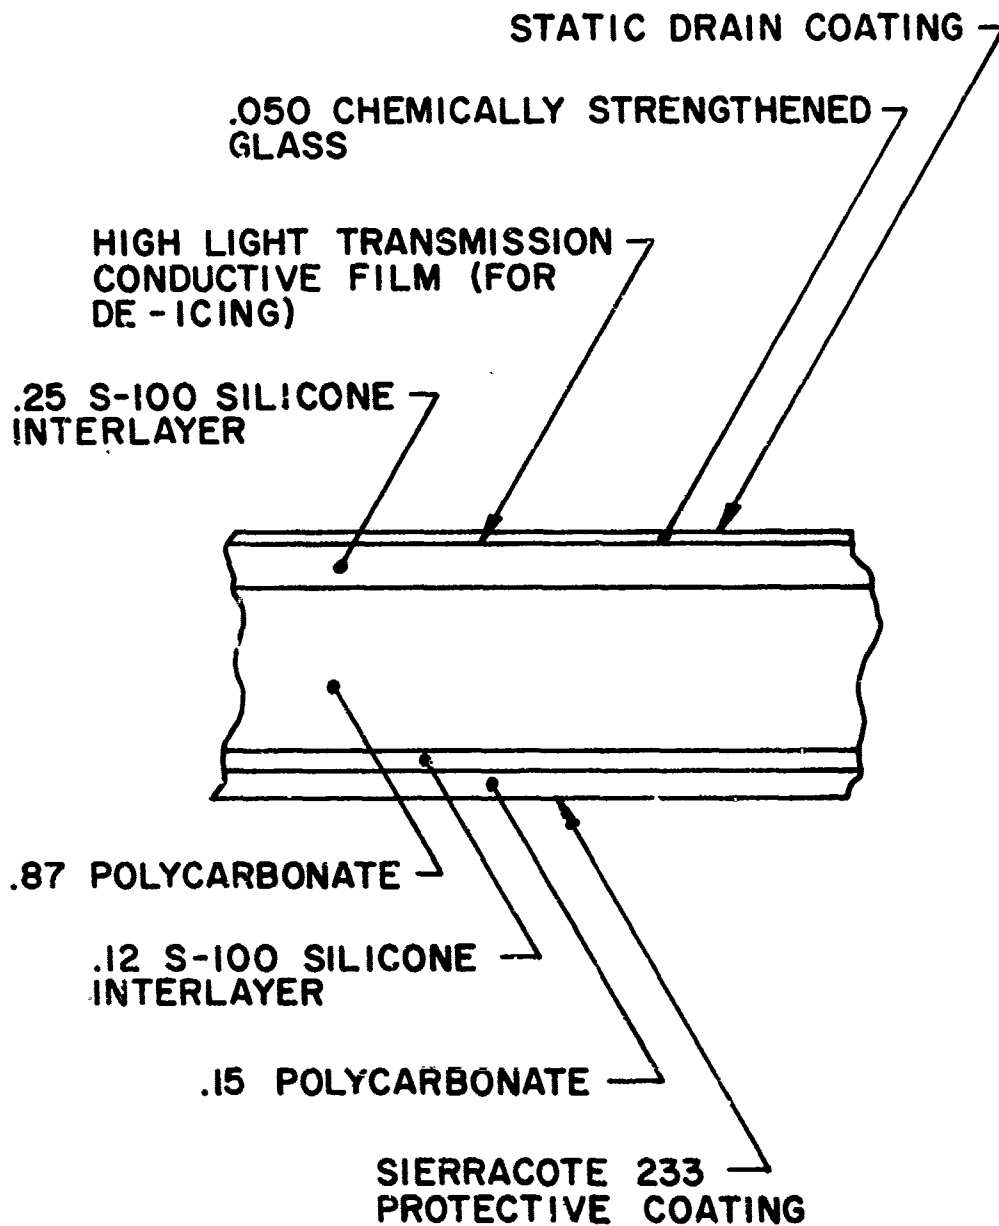 STATIC DRAIN COATING
.050 CHEMICALLY STRENGTHENED
GLASS
HIGH LIGHT TRANSMISSION
CONDUCTIVE FILM (FOR
DE-ICING)
.25 S-100 SILICONE
INTERLAYER
.87 POLYCARBONATE
.12 S-100 SILICONE
INTERLAYER
.15 POLYCARBONATE
SIERRACOTE 233
PROTECTIVE COATING